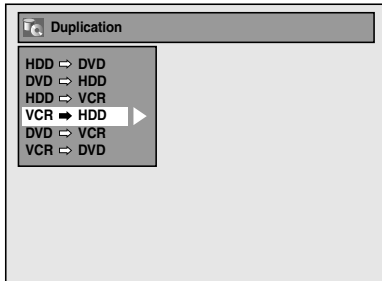 Duplication
HDD ⇨ DVD
DVD ⇨ HDD
HDD ⇨ VCR
VCR ➡ HDD
DVD ⇨ VCR
VCR ⇨ DVD